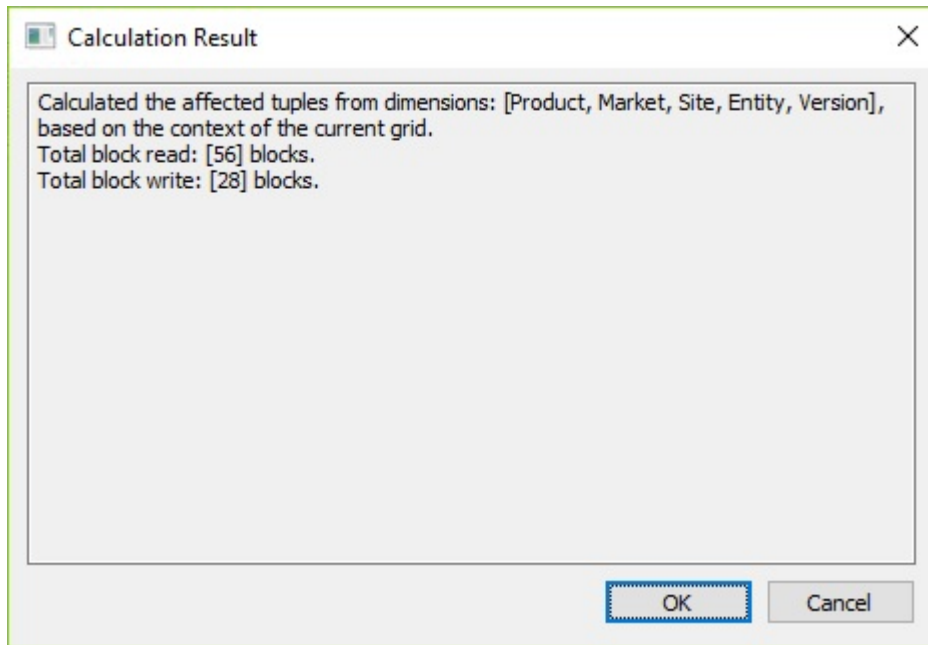 Calculation Result
Calculated the affected tuples from dimensions: [Product, Market, Site, Entity, Version],
based on the context of the current grid.
Total block read: [56] blocks.
Total block write: [28] blocks.
OK
Cancel